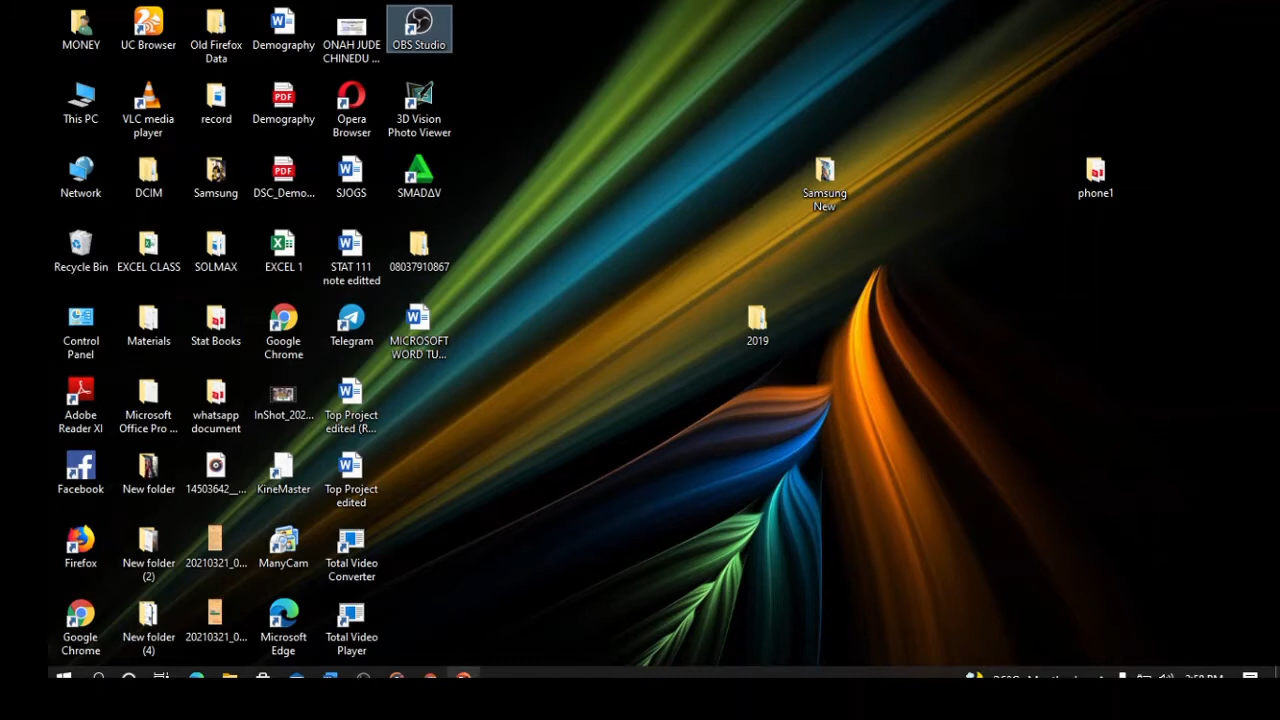 MONEY
UC Browser
Old Firefox
Data
Demography
ONAH JUDE
CHINEDU ...
OBS Studio
This PC
VLC media
player
record
PDF
Demography
Opera
Browser
3D Vision
Photo Viewer
Samsung
New
phone1
Network
DCIM
Samsung
PDF
DSC_Demo...
SJOGS
SMADΔV
Recycle Bin
EXCEL CLASS
SOLMAX
EXCEL 1
STAT 111
note editted
08037910867
2019
Control
Panel
Materials
Stat Books
Google
Chrome
Telegram
MICROSOFT
WORD TU...
Adobe
Reader XI
Microsoft
Office Pro ...
whatsapp
document
InShot_202...
Top Project
edited (R...
Facebook
New folder
14503642__...
KineMaster
Top Project
edited
Firefox
New folder
(2)
20210321_0...
ManyCam
Total Video
Converter
Google
Chrome
New folder
(4)
20210321_0...
Microsoft
Edge
Total Video
Player